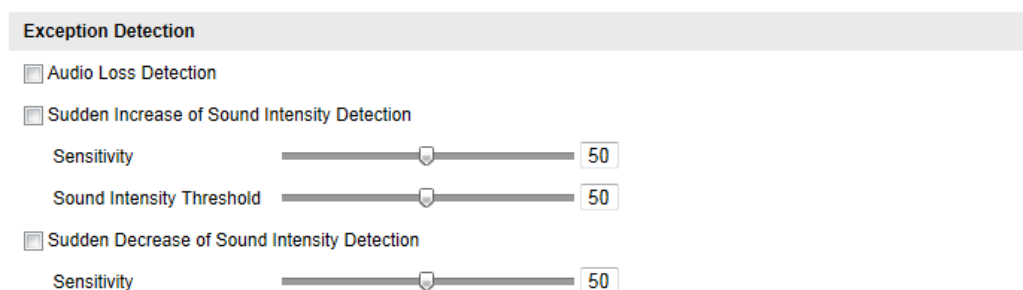 Exception Detection
Audio Loss Detection
Sudden Increase of Sound Intensity Detection
Sensitivity 50
Sound Intensity Threshold 50
Sudden Decrease of Sound Intensity Detection
Sensitivity 50